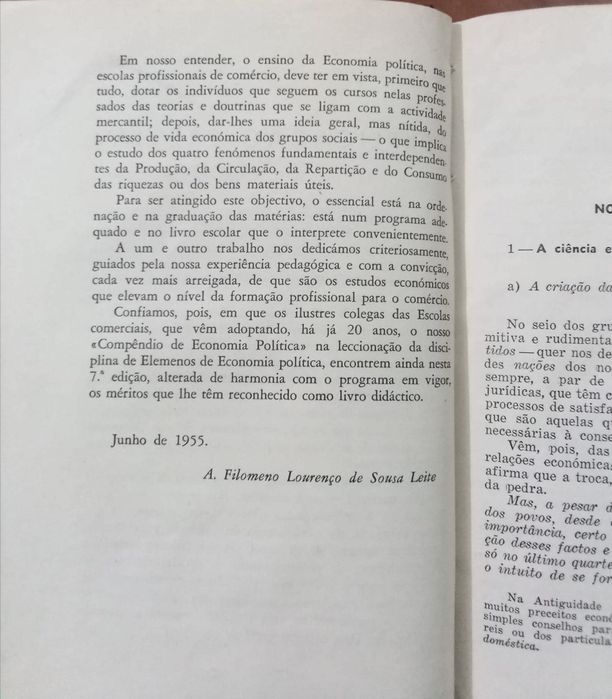 Em nosso entender, o ensino da Economia política, nas
escolas profissionais de comércio, deve ter em vista, primeiro que
tudo, dotar os indivíduos que seguem os cursos nelas profes-
sados das teorias e doutrinas que se ligam com a actividade
mercantil; depois, dar-lhes uma ideia geral, mas nítida, do
processo de vida económica dos grupos sociais — o que implica
o estudo dos quatro fenómenos fundamentais e interdependen-
tes da Produção, da Circulação, da Repartição e do Consumo
das riquezas ou dos bens materiais úteis.
Para ser atingido este objectivo, o essencial está na orde-
nação e na graduação das matérias: está num programa ade-
quado e no livro escolar que o interprete convenientemente.
A um e outro trabalho nos dedicámos criteriosamente,
guiados pela nossa experiência pedagógica e com a convicção,
cada vez mais arreigada, de que são os estudos económicos
que elevam o nível da formação profissional para o comércio.
Confiamos, pois, em que os ilustres colegas das Escolas
comerciais, que vêm adoptando, há já 20 anos, o nosso
«Compêndio de Economia Política» na leccionação da disci-
plina de Elemenos de Economia política, encontrem ainda nesta
7.ª edição, alterada de harmonia com o programa em vigor,
os méritos que lhe têm reconhecido como livro didáctico.
Junho de 1955.
A. Filomeno Lourenço de Sousa Leite
NO
1 — A ciência e
a) A criação da
No seio dos gru
mitiva e rudimenta
tidos — quer nos de
des nações dos no
sempre, a par de
jurídicas, que têm c
processos de satisfa
que são aquelas q
necessárias à conse
Vêm, pois, das
relações económicas
afirma que a troca,
da pedra.
Mas, a pesar d
dos povos, desde
importância, certo
ção desses factos e
só no último quarte
o intuito de se for
Na Antiguidade
muitos preceitos econó
simples conselhos par
reis ou dos particula
doméstica.